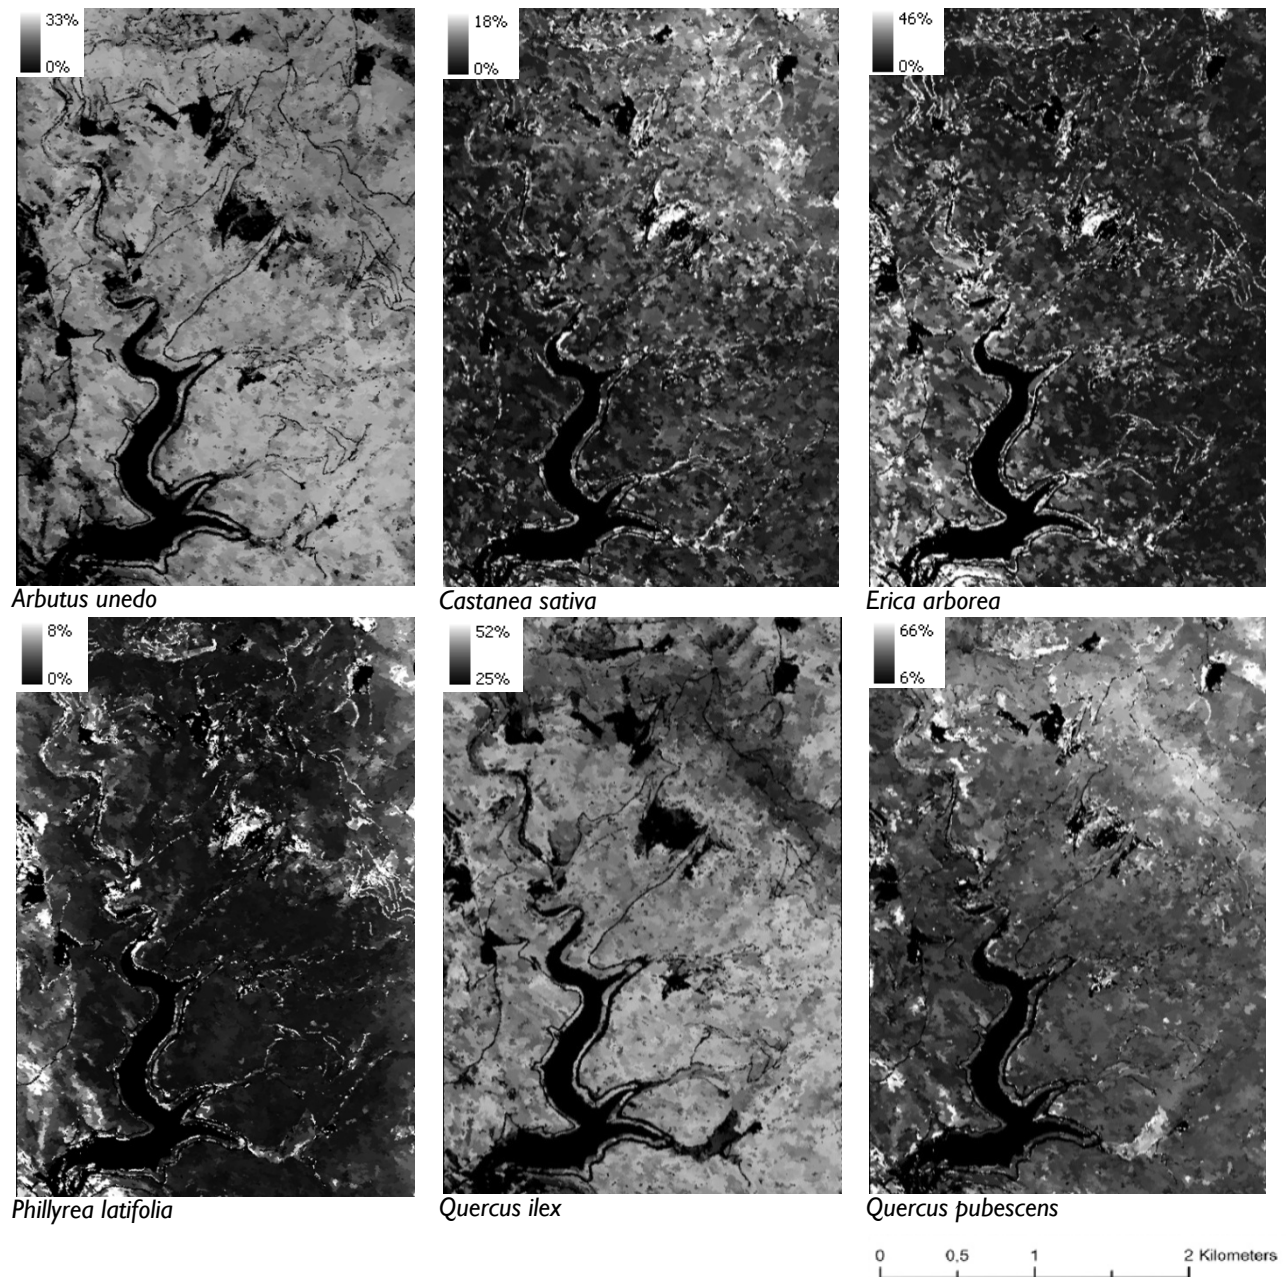 33%
0%
18%
0%
46%
0%
Arbutus unedo
Castanea sativa
Erica arborea
8%
0%
52%
25%
66%
6%
Phillyrea latifolia
Quercus ilex
Quercus pubescens
0 0,5 1 2 Kilometers